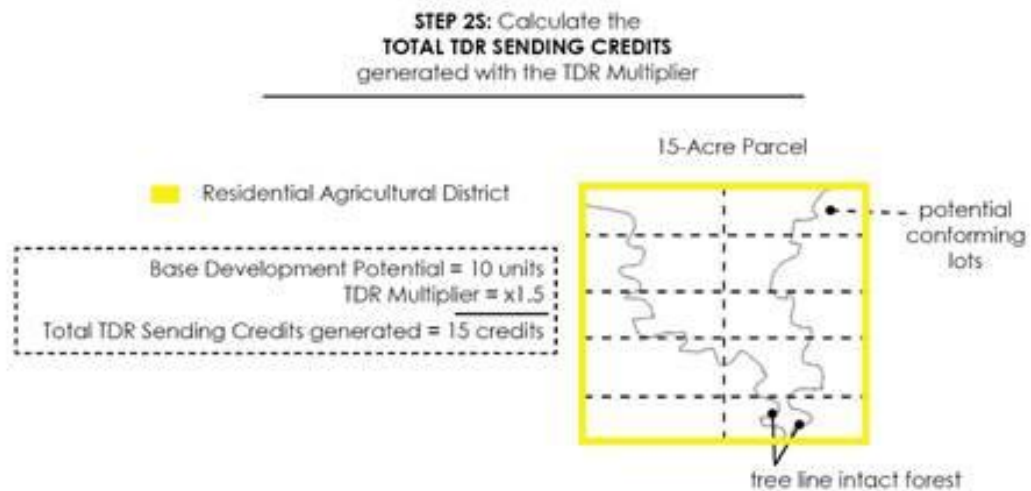 STEP 2S: Calculate the
TOTAL TDR SENDING CREDITS
generated with the TDR Multiplier
15-Acre Parcel
Residential Agricultural District
potential
conforming
lots
Base Development Potential = 10 units
TDR Multiplier = x1.5
Total TDR Sending Credits generated = 15 credits
tree line intact forest